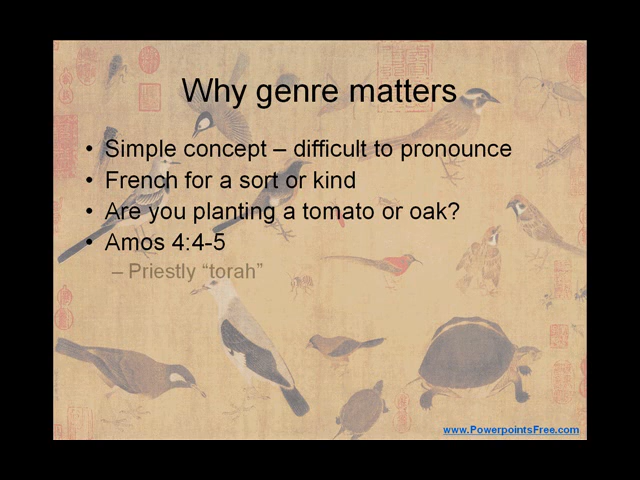 Why genre matters
• Simple concept – difficult to pronounce
• French for a sort or kind
• Are you planting a tomato or oak?
• Amos 4:4-5
– Priestly “torah”
www.PowerpointsFree.com